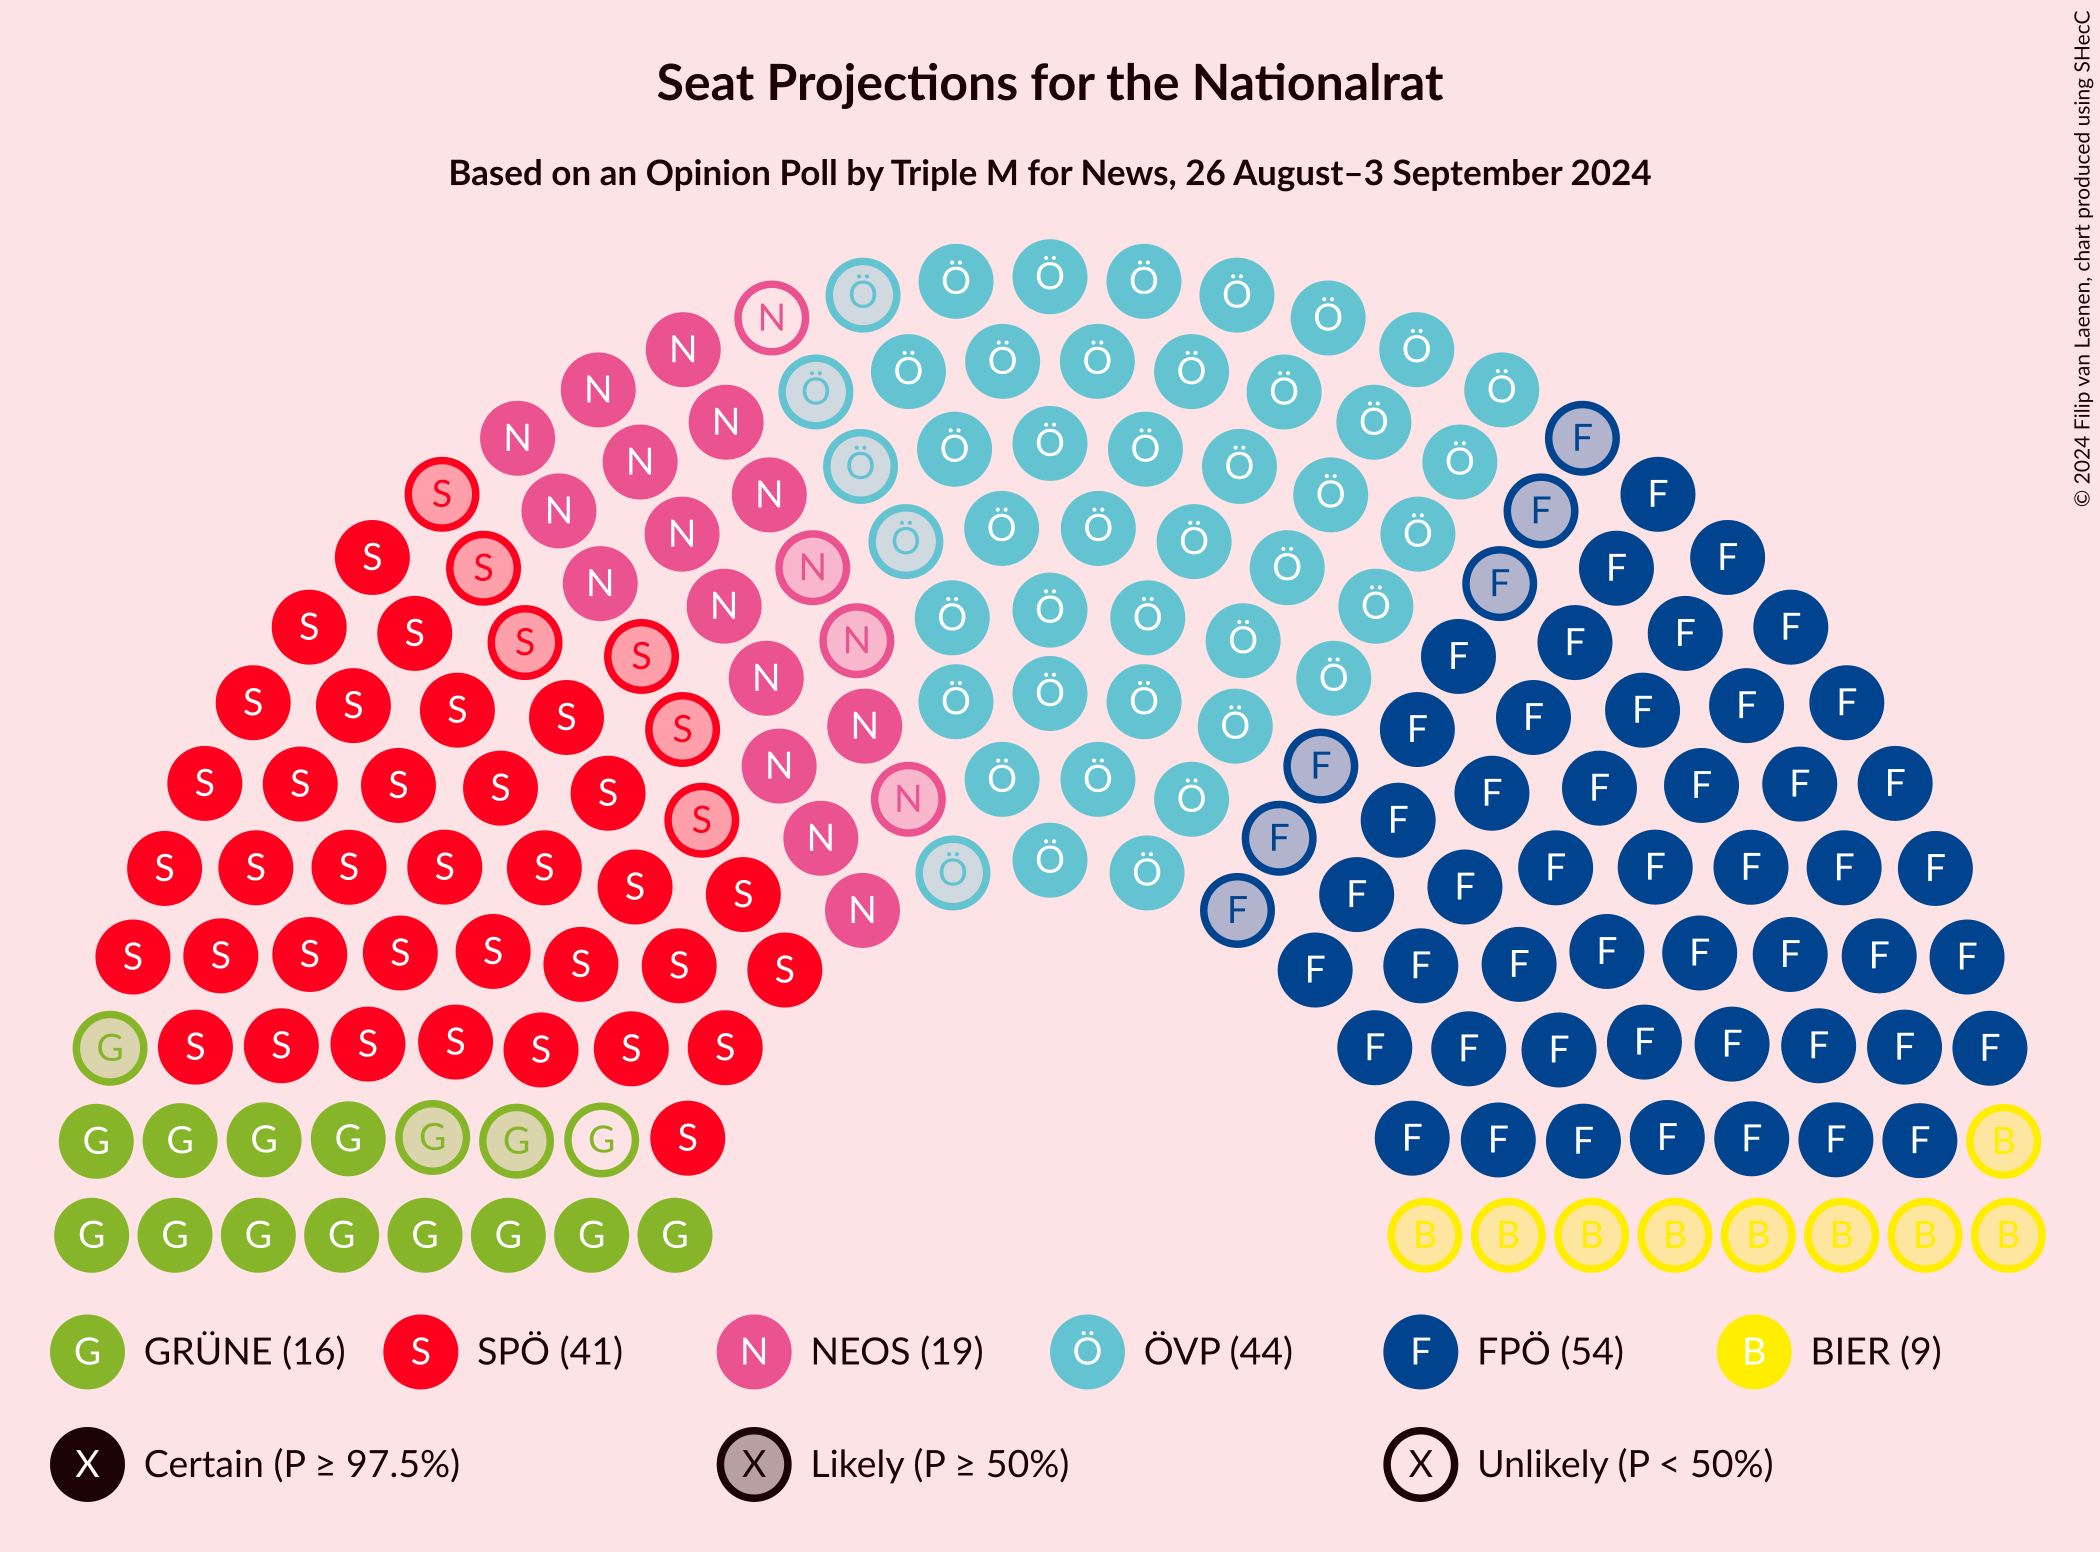 Seat Projections for the Nationalrat
Based on an Opinion Poll by Triple M for News, 26 August–3 September 2024
© 2024 Filip van Laenen, chart produced using SHecC
Ö Ö Ö Ö Ö
N Ö
N Ö
N Ö Ö Ö Ö Ö Ö
N N Ö Ö
N Ö Ö Ö Ö Ö F
N N Ö Ö
S N Ö F
N Ö F
S N Ö Ö Ö Ö Ö F
S N Ö F
S N F
S Ö Ö Ö
S S F F
S N N Ö F
S S F F
N Ö F
S S S S Ö Ö Ö F F F F
S N Ö F
S N Ö F
N Ö Ö F
S S S S F F F F
S N Ö F
S N F F
Ö
S S S S S F F F F F
S N Ö Ö F
S F
N F
S S S S F F F F
S S F F
S S F F
S S F F
G S S S S S S S F F F F F F F F
G G G G G G G S F F F F F F F B
G G G G G G G G B B B B B B B B
G GRÜNE (16) S SPÖ (41) N NEOS (19) Ö ÖVP (44) F FPÖ (54) B BIER (9)
X Certain (P ≥ 97.5%) X Likely (P ≥ 50%) X Unlikely (P < 50%)